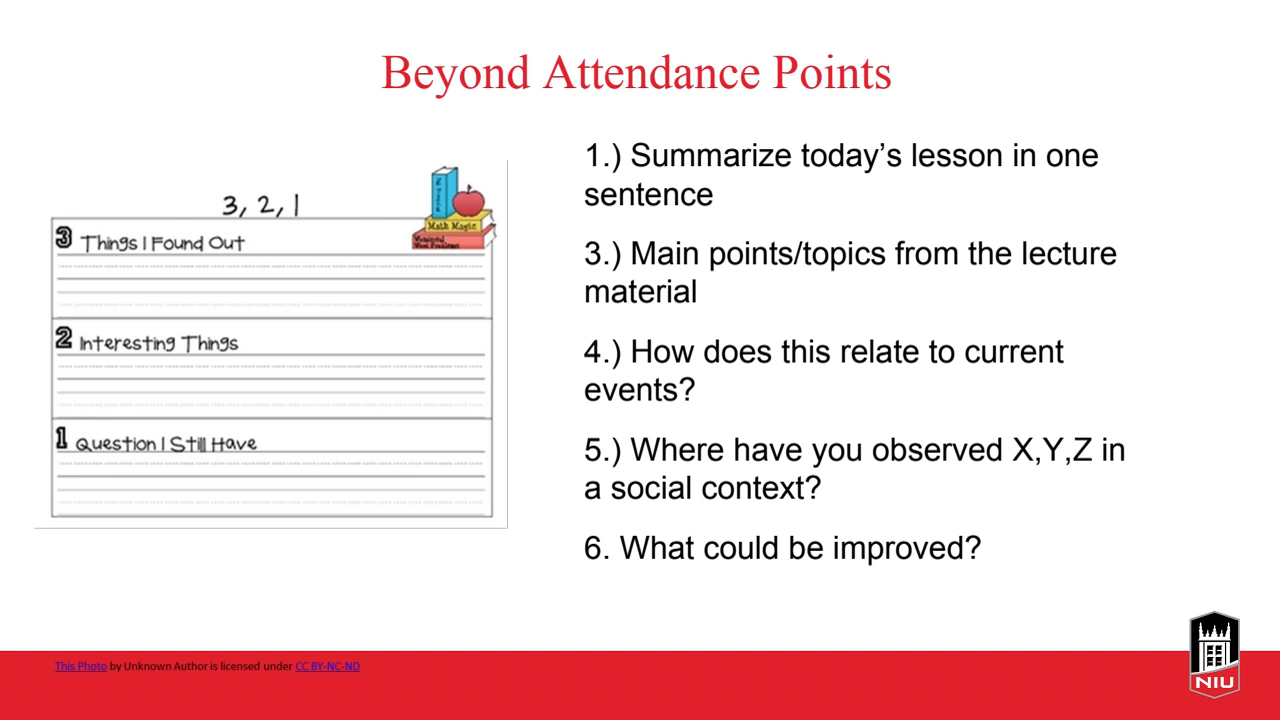 Beyond Attendance Points
3, 2, 1
Math Magic
3 Things I Found Out
2 Interesting Things
1 Question I Still Have
1.) Summarize today’s lesson in one
sentence
3.) Main points/topics from the lecture
material
4.) How does this relate to current
events?
5.) Where have you observed X,Y,Z in
a social context?
6. What could be improved?
This Photo by Unknown Author is licensed under CC BY-NC-ND
NIU